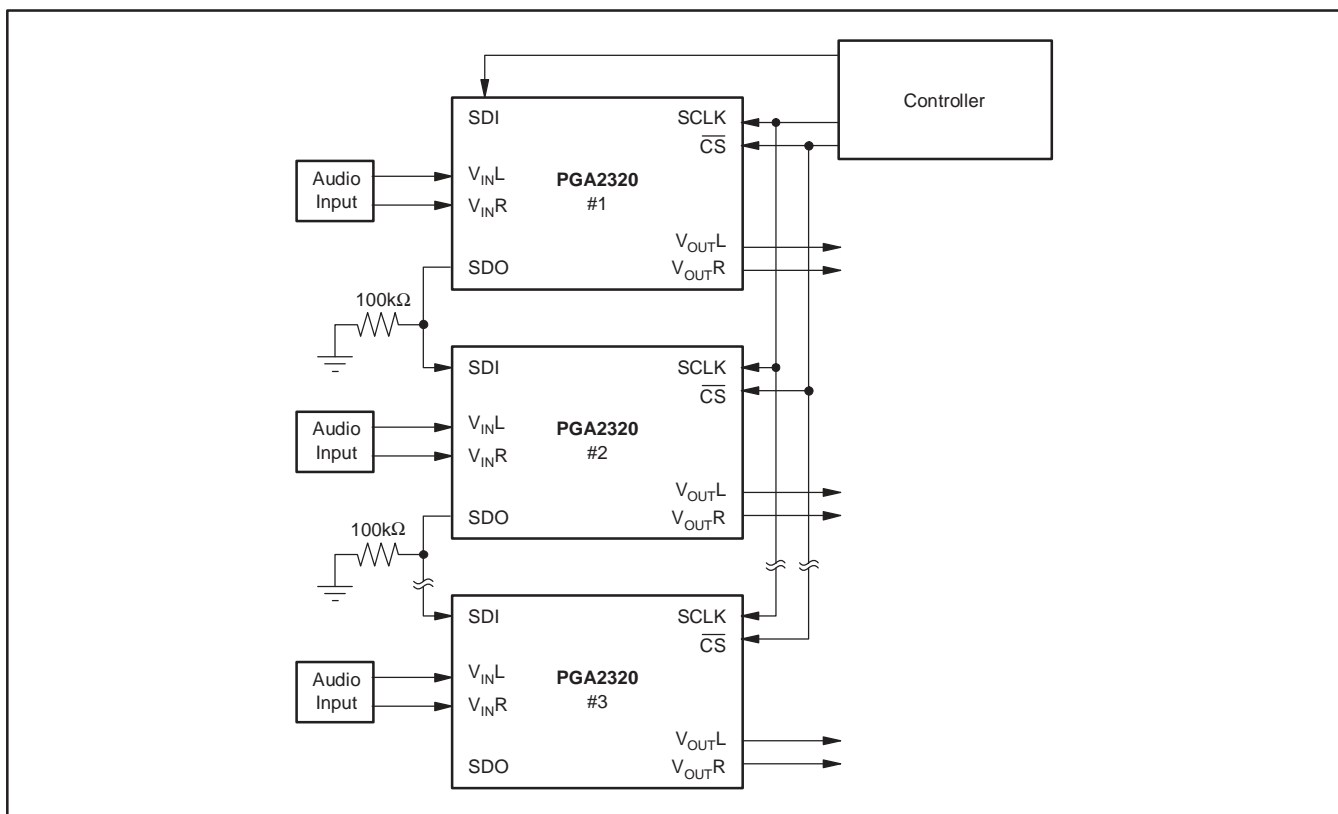 Controller
SDI
SCLK
CS
Audio
Input
VINL
VINR
PGA2320
#1
VOUTL
VOUTR
SDO
100kΩ
SDI
SCLK
CS
Audio
Input
VINL
VINR
PGA2320
#2
VOUTL
VOUTR
SDO
100kΩ
SDI
SCLK
CS
Audio
Input
VINL
VINR
PGA2320
#3
VOUTL
VOUTR
SDO